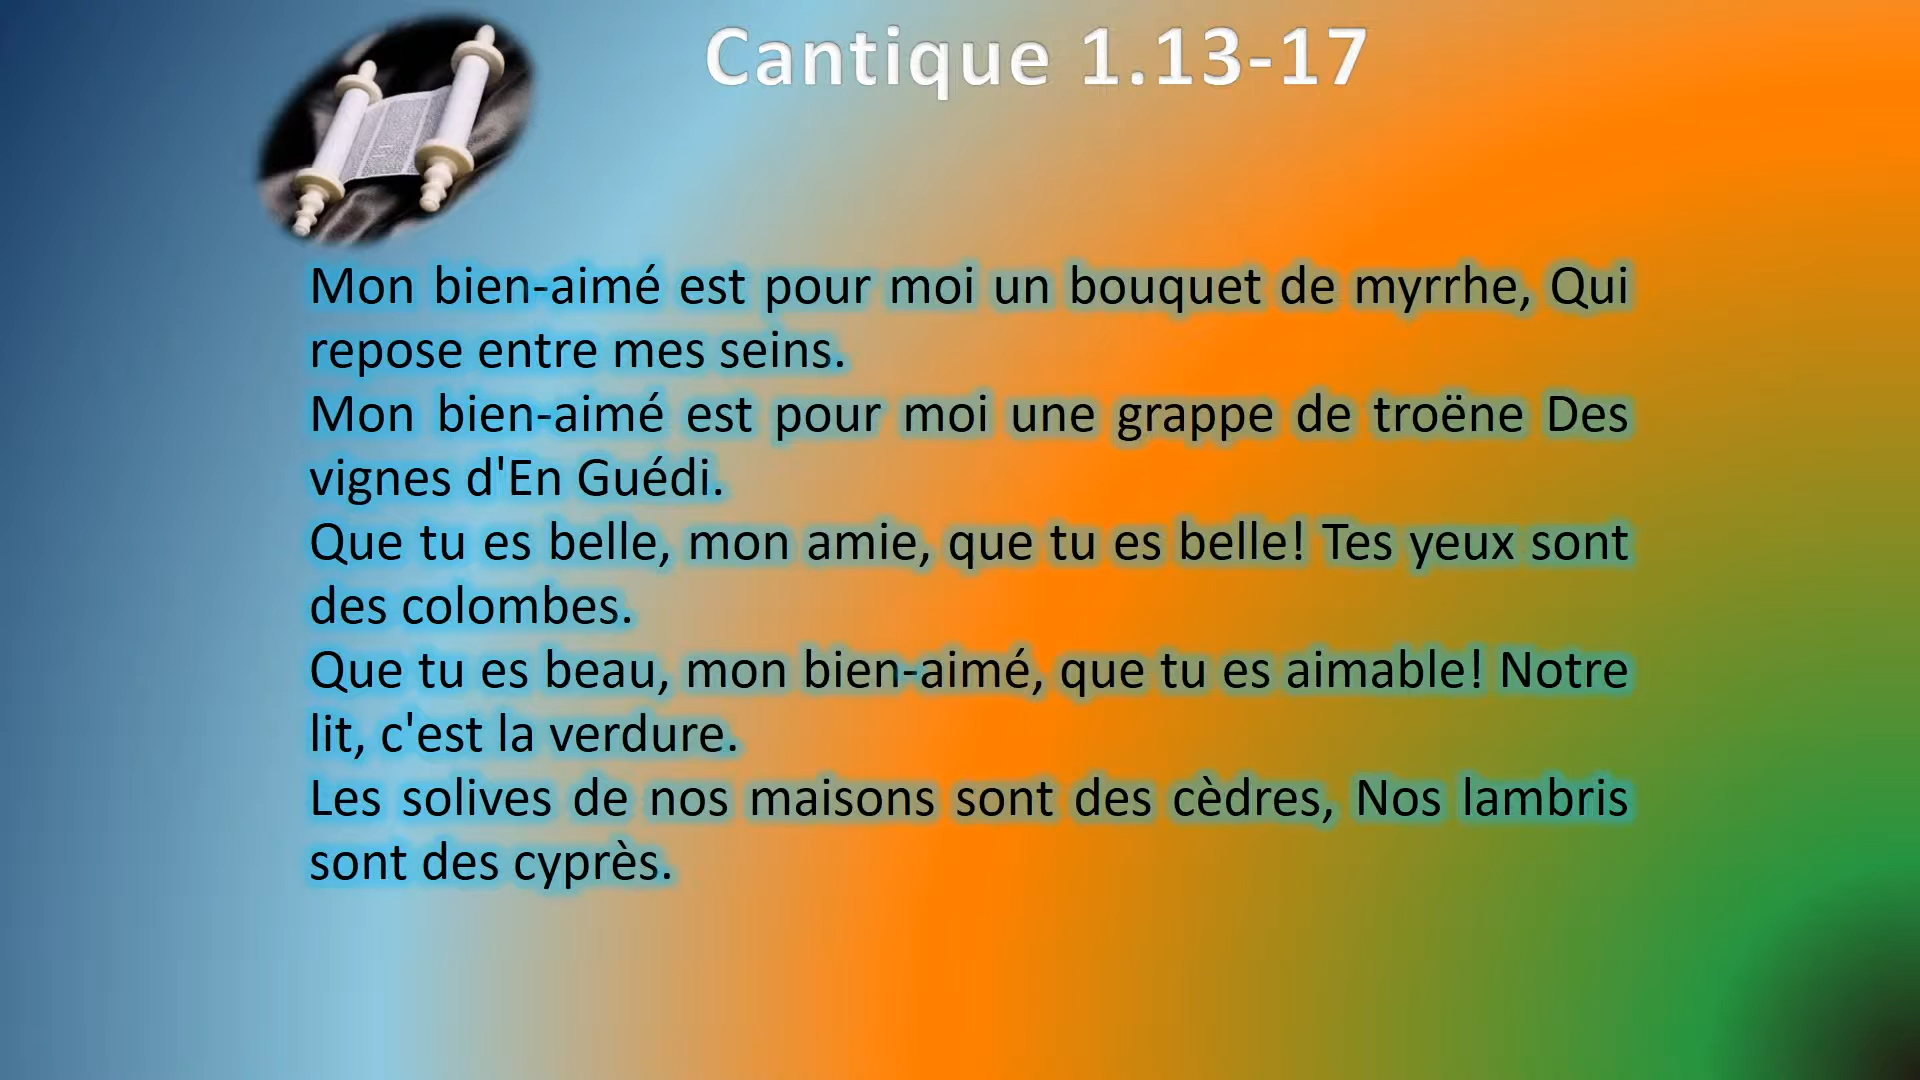 Cantique 1.13-17
Mon bien-aimé est pour moi un bouquet de myrrhe, Qui
repose entre mes seins.
Mon bien-aimé est pour moi une grappe de troëne Des
vignes d'En Guédi.
Que tu es belle, mon amie, que tu es belle! Tes yeux sont
des colombes.
Que tu es beau, mon bien-aimé, que tu es aimable! Notre
lit, c'est la verdure.
Les solives de nos maisons sont des cèdres, Nos lambris
sont des cyprès.